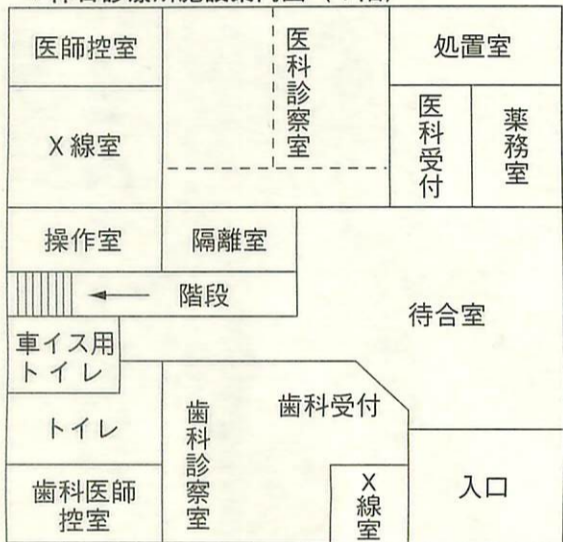 医師控室
医科診察室
処置室
X線室
医科受付
薬務室
操作室
隔離室
階段
待合室
車イス用
トイレ
トイレ
歯科診察室
歯科受付
歯科医師
控室
X線室
入口